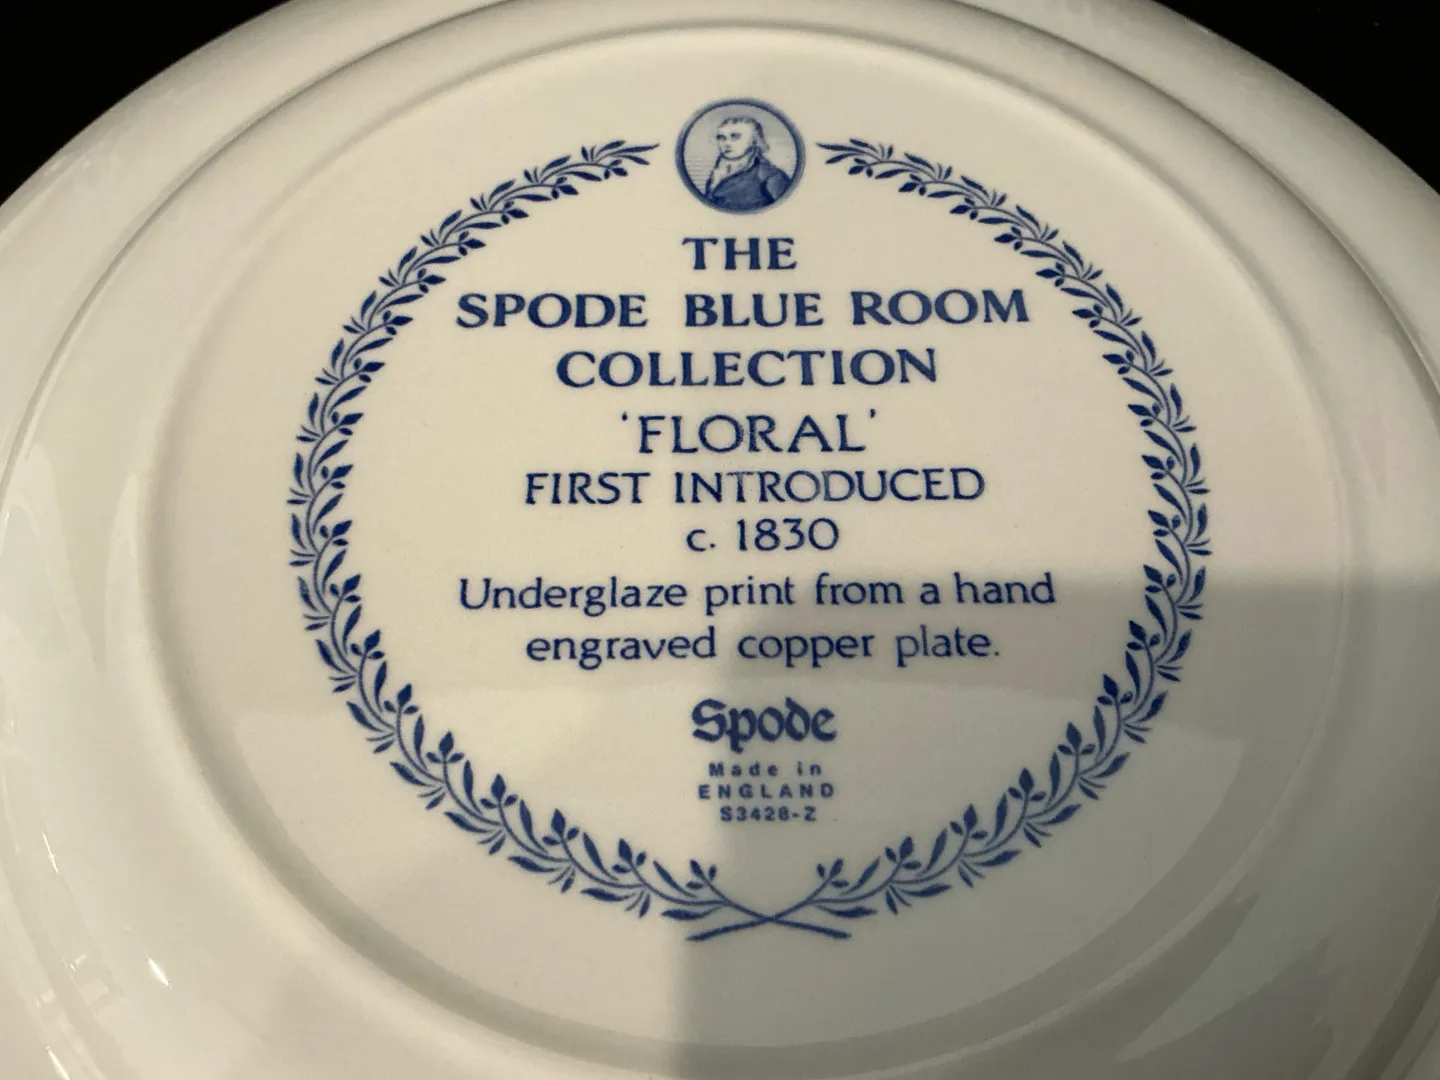 THE
SPODE BLUE ROOM
COLLECTION
'FLORAL'
FIRST INTRODUCED
c. 1830
Underglaze print from a hand
engraved copper plate.
Spode
Made in
ENGLAND
S3428-Z